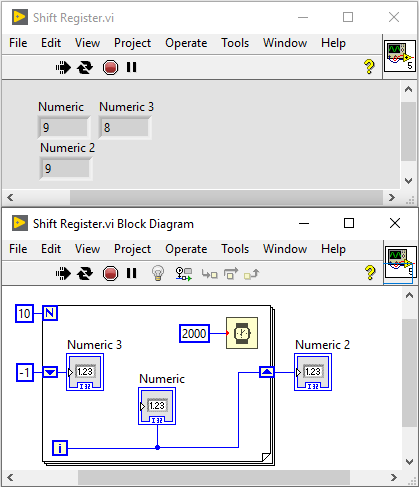 Shift Register.vi
File Edit View Project Operate Tools Window Help
?
5
Numeric Numeric 3
9 8
Numeric 2
9
Shift Register.vi Block Diagram
File Edit View Project Operate Tools Window Help
?
5
10 N
2000
Numeric 3 Numeric 2
-1 1.23 1.23
I32 I32
Numeric
1.23
I32
i